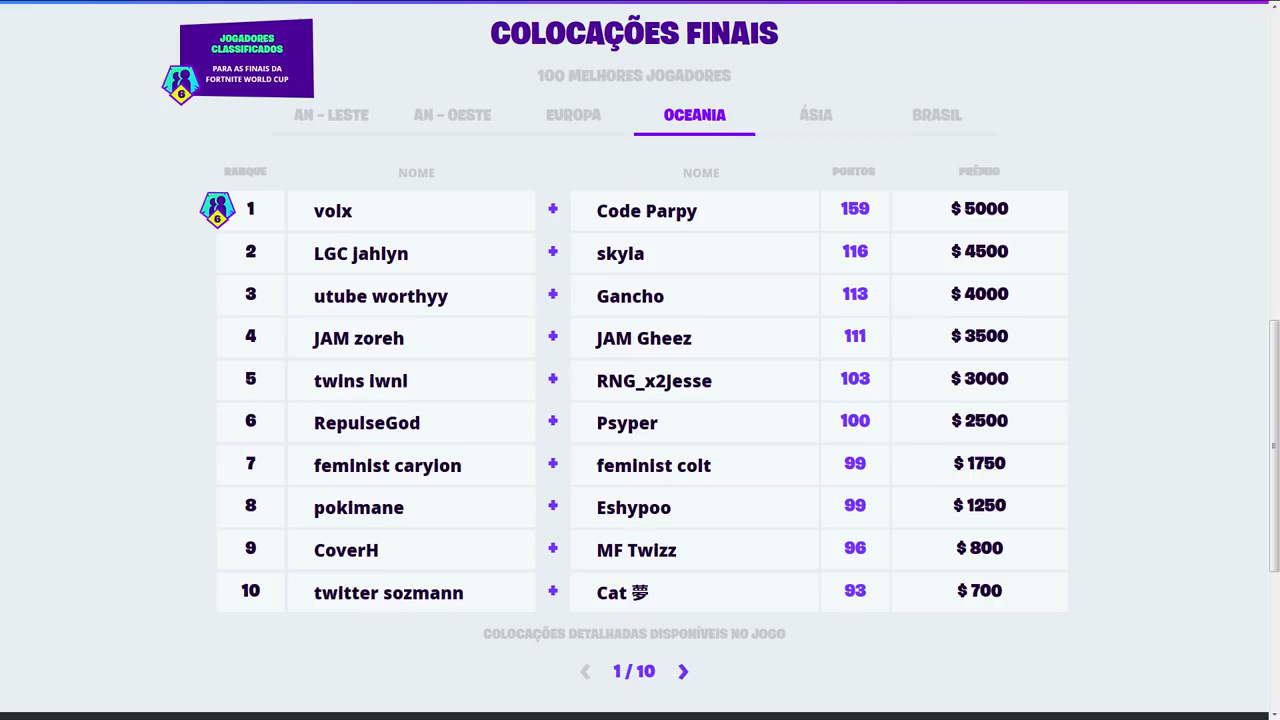 JOGADORES
CLASSIFICADOS
PARA AS FINAIS DA
FORTNITE WORLD CUP
6
COLOCAÇÕES FINAIS
100 MELHORES JOGADORES
AN - LESTE AN - OESTE EUROPA OCEANIA ÁSIA BRASIL
RANQUE NOME NOME PONTOS PRÊMIO
6 1 volx + Code Parpy 159 $ 5000
2 LGC jahlyn + skyla 116 $ 4500
3 utube worthyy + Gancho 113 $ 4000
4 JAM zoreh + JAM Gheez 111 $ 3500
5 twins iwnl + RNG_x2Jesse 103 $ 3000
6 RepulseGod + Psyper 100 $ 2500
7 feminist carylon + feminist colt 99 $ 1750
8 pokimane + Eshypoo 99 $ 1250
9 CoverH + MF Twizz 96 $ 800
10 twitter sozmann + Cat 夢 93 $ 700
COLOCAÇÕES DETALHADAS DISPONÍVEIS NO JOGO
1 / 10